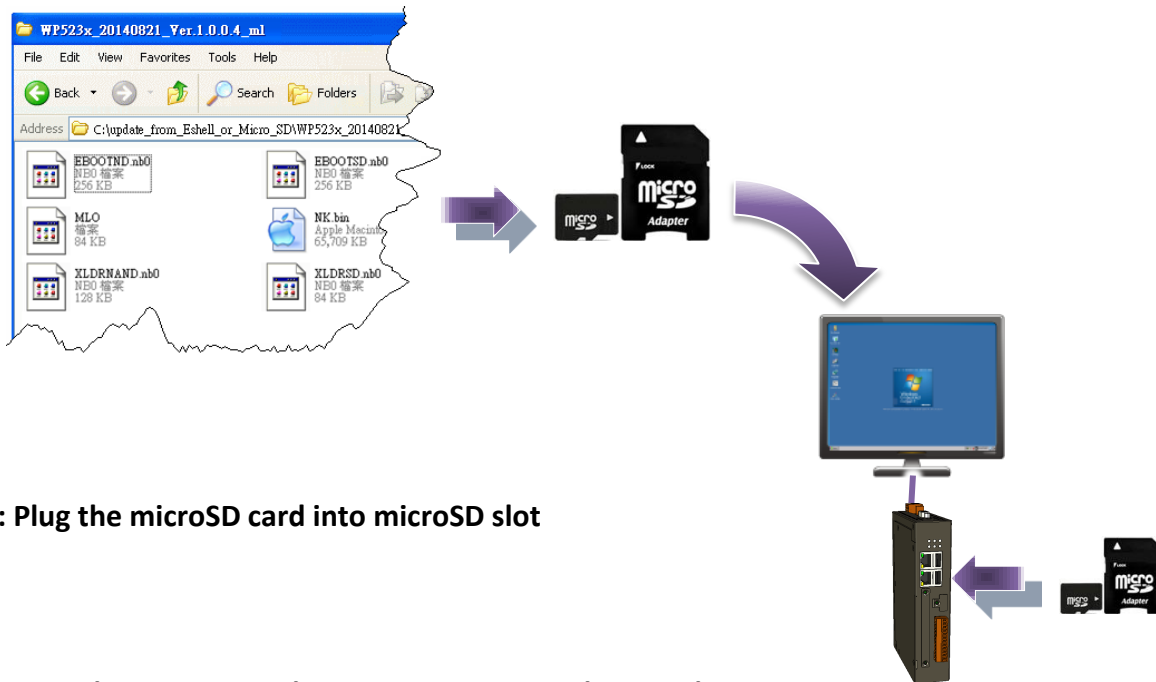 WP523x_20140821_Ver.1.0.0.4_ml
File Edit View Favorites Tools Help
Back Search Folders
Address C:\update_from_Eshell_or_Micro_SD\WP523x_20140821
EBOOTND.nb0
NB0 檔案
256 KB
EBOOTSD.nb0
NB0 檔案
256 KB
MLO
檔案
84 KB
NK.bin
Apple Macinto
65,709 KB
XLDRNAND.nb0
NB0 檔案
128 KB
XLDRSD.nb0
NB0 檔案
84 KB
micro SD
LOCK
micro SD
Adapter
: Plug the microSD card into microSD slot
micro SD
micro SD
Adapter